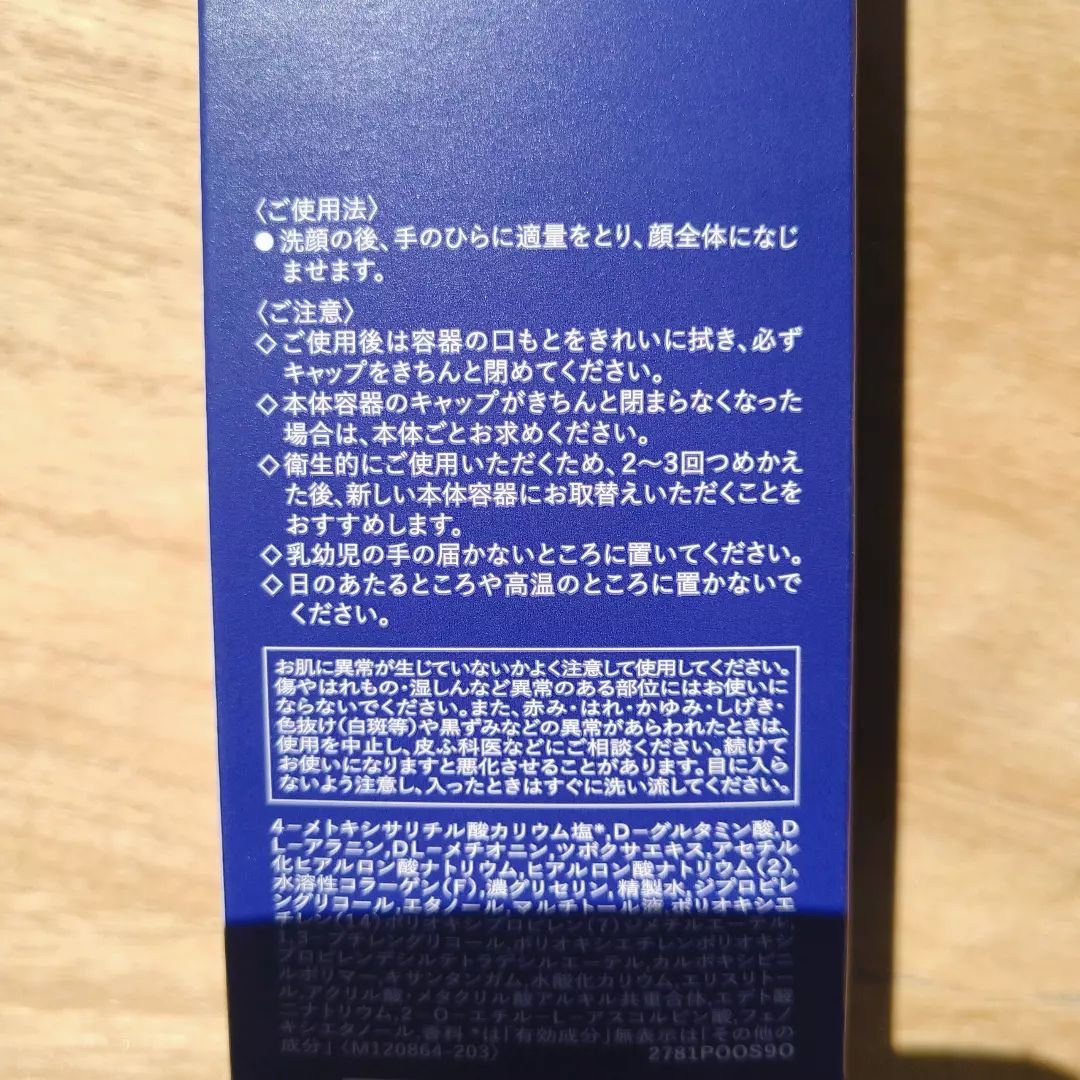 〈ご使用法〉
●洗顔の後、手のひらに適量をとり、顔全体になじ
ませます。
〈ご注意〉
◇ご使用後は容器の口もとをきれいに拭き、必ず
キャップをきちんと閉めてください。
◇本体容器のキャップがきちんと閉まらなくなった
場合は、本体ごとお求めください。
◇衛生的にご使用いただくため、2～3回つめかえ
た後、新しい本体容器にお取替えいただくことを
おすすめします。
◇乳幼児の手の届かないところに置いてください。
◇日のあたるところや高温のところに置かないで
ください。
お肌に異常が生じていないかよく注意して使用してください。
傷やはれもの・湿しんなど異常のある部位にはお使いに
ならないでください。また、赤み・はれ・かゆみ・しげき・
色抜け(白斑等)や黒ずみなどの異常があらわれたときは、
使用を中止し、皮ふ科医などにご相談ください。続けて
お使いになりますと悪化させることがあります。目に入ら
ないよう注意し、入ったときはすぐに洗い流してください。
4-メトキシサリチル酸カリウム塩*,D-グルタミン酸,D
L-アラニン,DL-メチオニン,ツボクサエキス,アセチル
化ヒアルロン酸ナトリウム,ヒアルロン酸ナトリウム(2),
水溶性コラーゲン(F),濃グリセリン,精製水,ジプロピレ
ングリコール,エタノール,マルチトール液,ポリオキシエ
チレン(14)ポリオキシプロピレン(7)ジメチルエーテル,
1,3-ブチレングリコール,ポリオキシエチレンポリオキシ
プロピレンデシルテトラデシルエーテル,カルボキシビニ
ルポリマー,キサンタンガム,水酸化カリウム,エリスリトー
ル,アクリル酸・メタクリル酸アルキル共重合体,エデト酸
二ナトリウム,2-O-エチル-L-アスコルビン酸,フェノ
キシエタノール,香料 *は「有効成分」無表示は「その他の
成分」〈M120864-203〉 2781POOS90